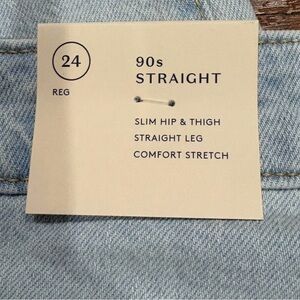 24
REG
90s
STRAIGHT
SLIM HIP & THIGH
STRAIGHT LEG
COMFORT STRETCH